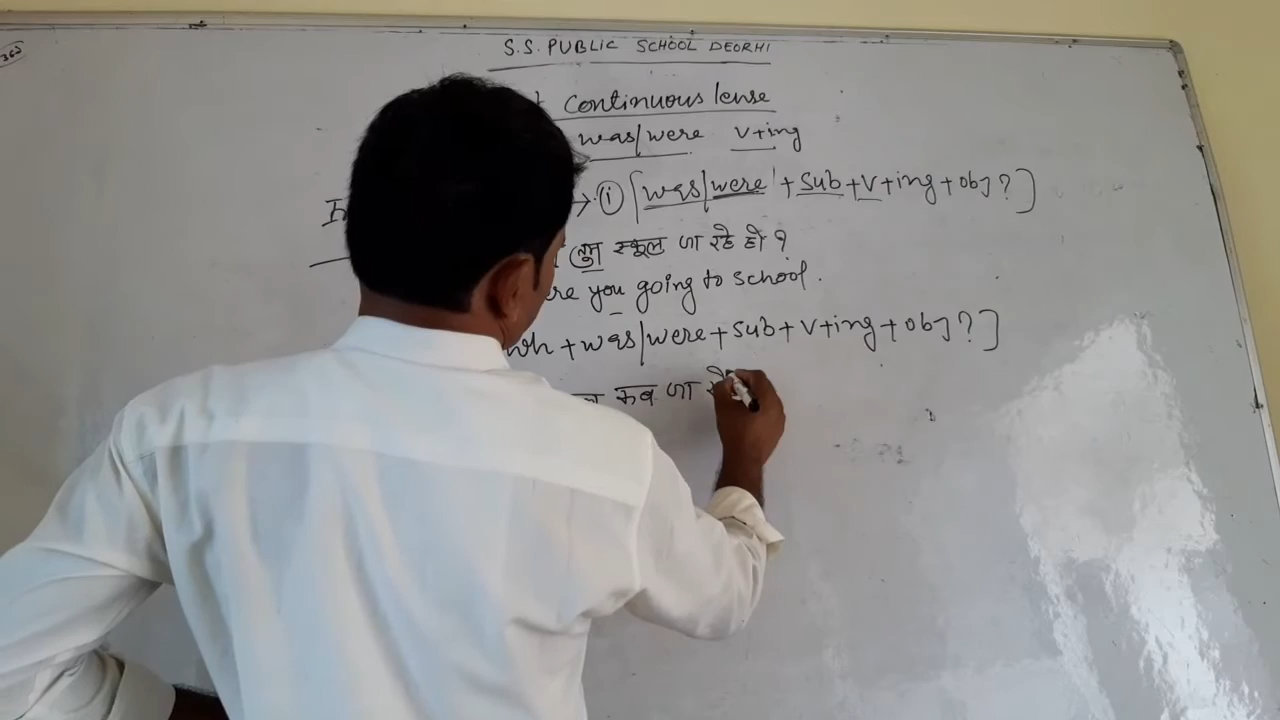 S.S. PUBLIC SCHOOL DEORHI
continuous tense
was/were V+ing
→ ① [was/were + sub + V + ing + obj ? ]
तुम स्कूल जा रहे हो ?
you going to school.
wh + was/were + sub + V + ing + obj ? ]
कब जा